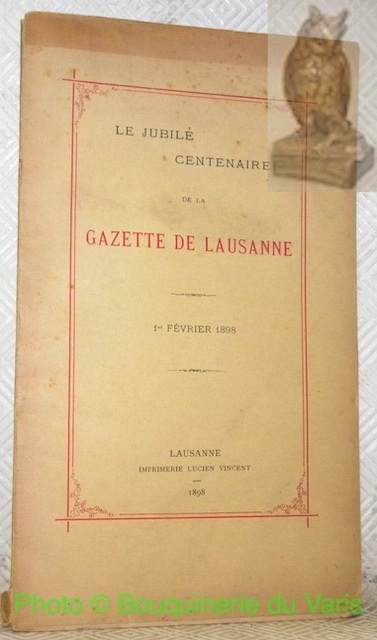 LE JUBILÉ
CENTENAIRE
DE LA
GAZETTE DE LAUSANNE
1er FÉVRIER 1898
LAUSANNE
IMPRIMERIE LUCIEN VINCENT
1898
Photo © Bouquinerie du Varis